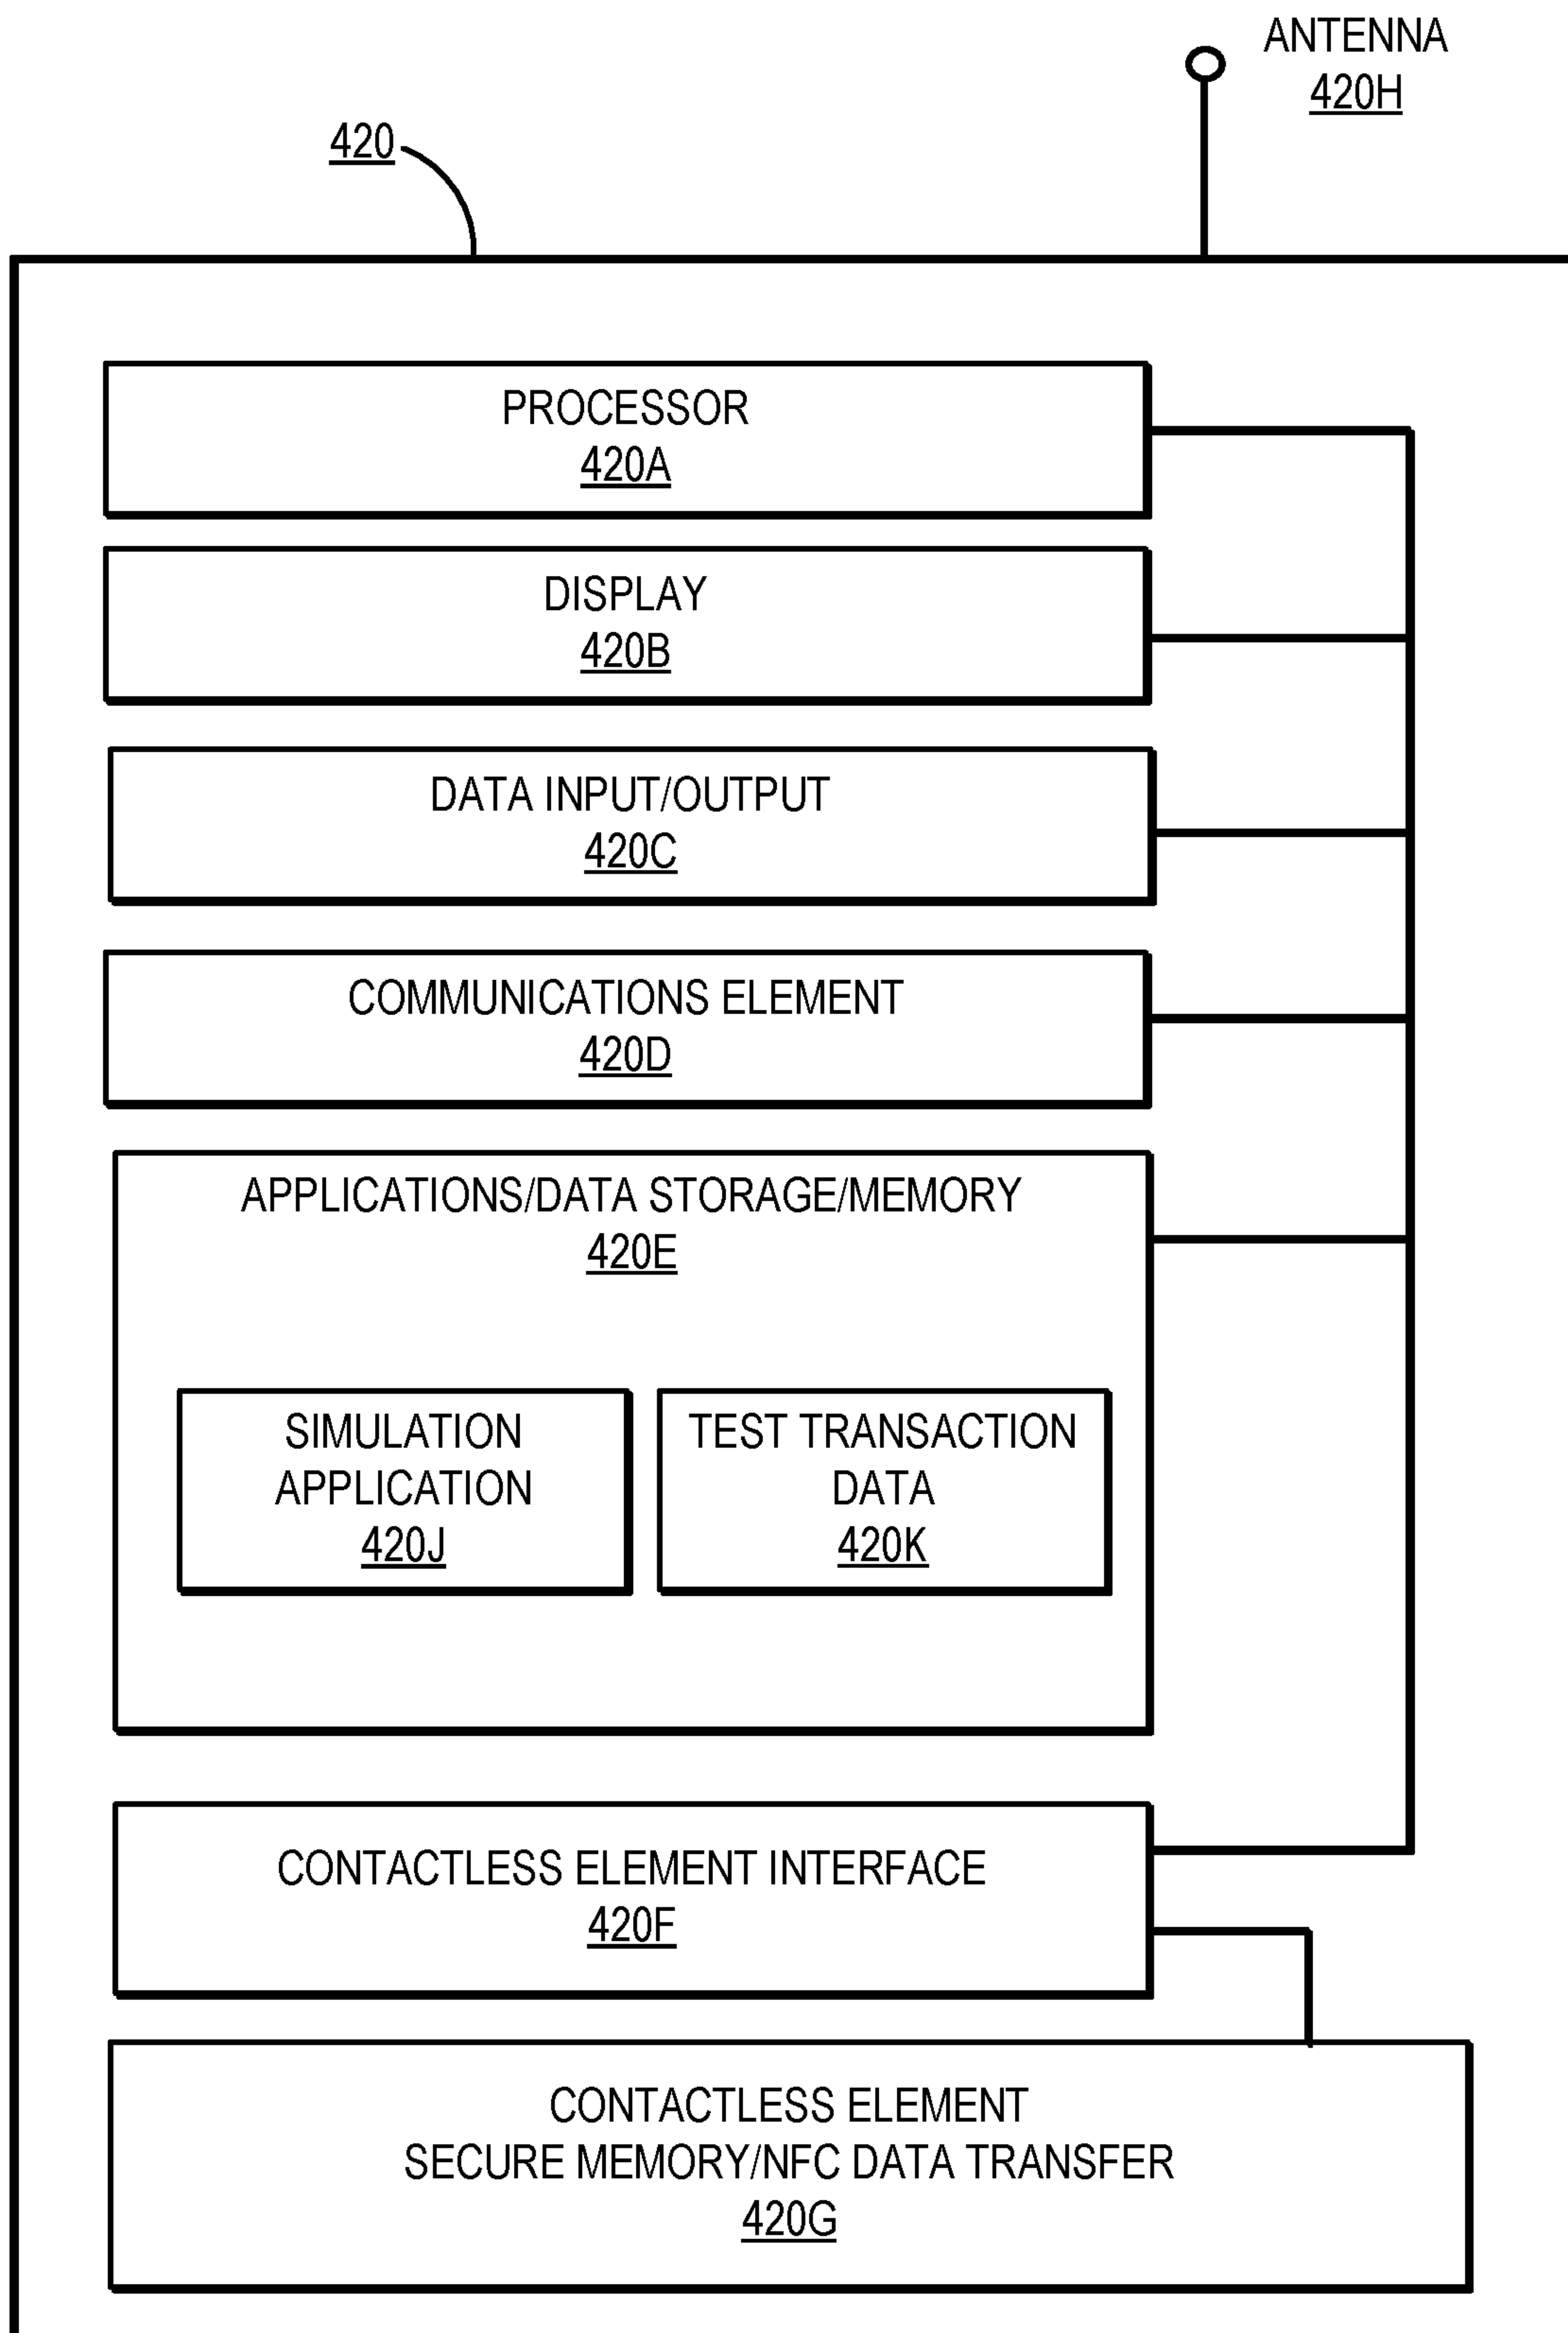 ANTENNA
420H
420
PROCESSOR
420A
DISPLAY
420B
DATA INPUT/OUTPUT
420C
COMMUNICATIONS ELEMENT
420D
APPLICATIONS/DATA STORAGE/MEMORY
420E
SIMULATION
APPLICATION
420J
TEST TRANSACTION
DATA
420K
CONTACTLESS ELEMENT INTERFACE
420F
CONTACTLESS ELEMENT
SECURE MEMORY/NFC DATA TRANSFER
420G